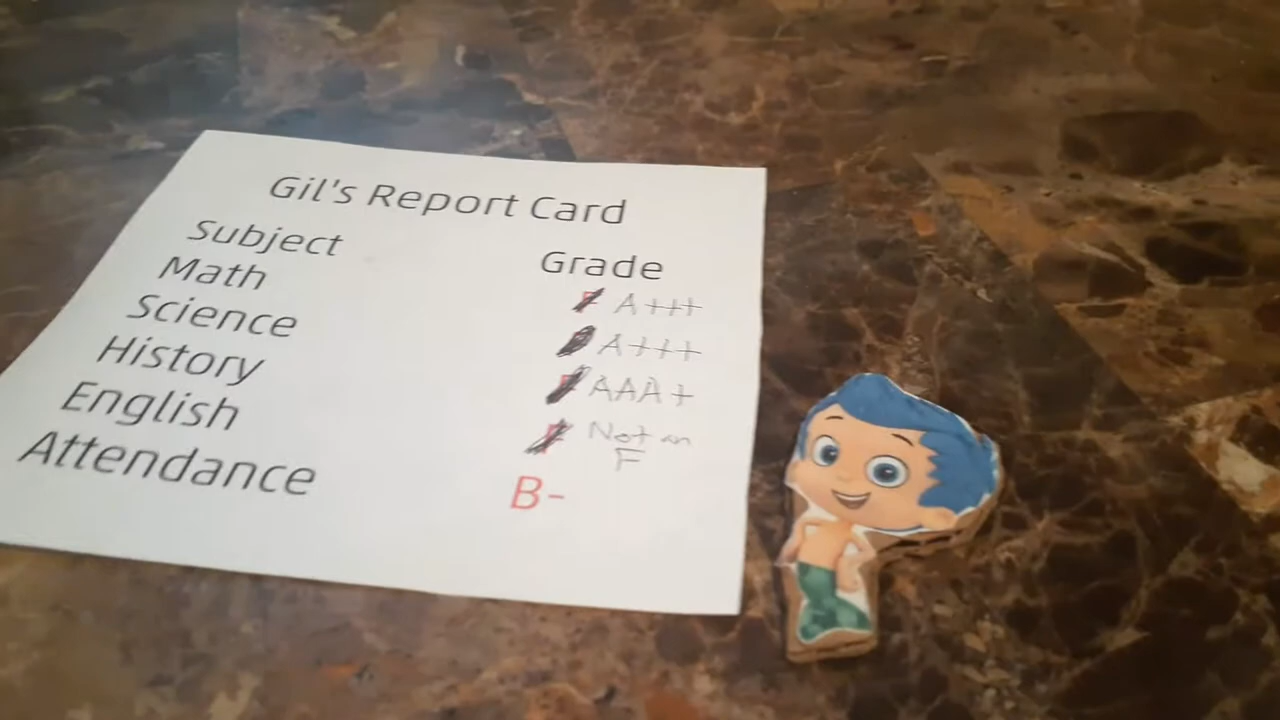 Gil's Report Card
Subject Grade
Math A+++
Science A+++
History AAA+
English Not an
F
Attendance B-